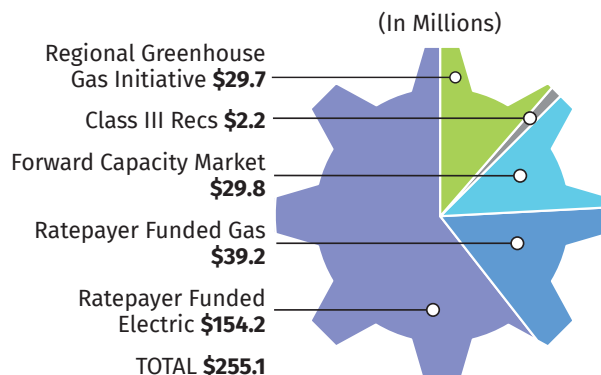 (In Millions)
Regional Greenhouse
Gas Initiative $29.7
Class III Recs $2.2
Forward Capacity Market
$29.8
Ratepayer Funded Gas
$39.2
Ratepayer Funded
Electric $154.2
TOTAL $255.1